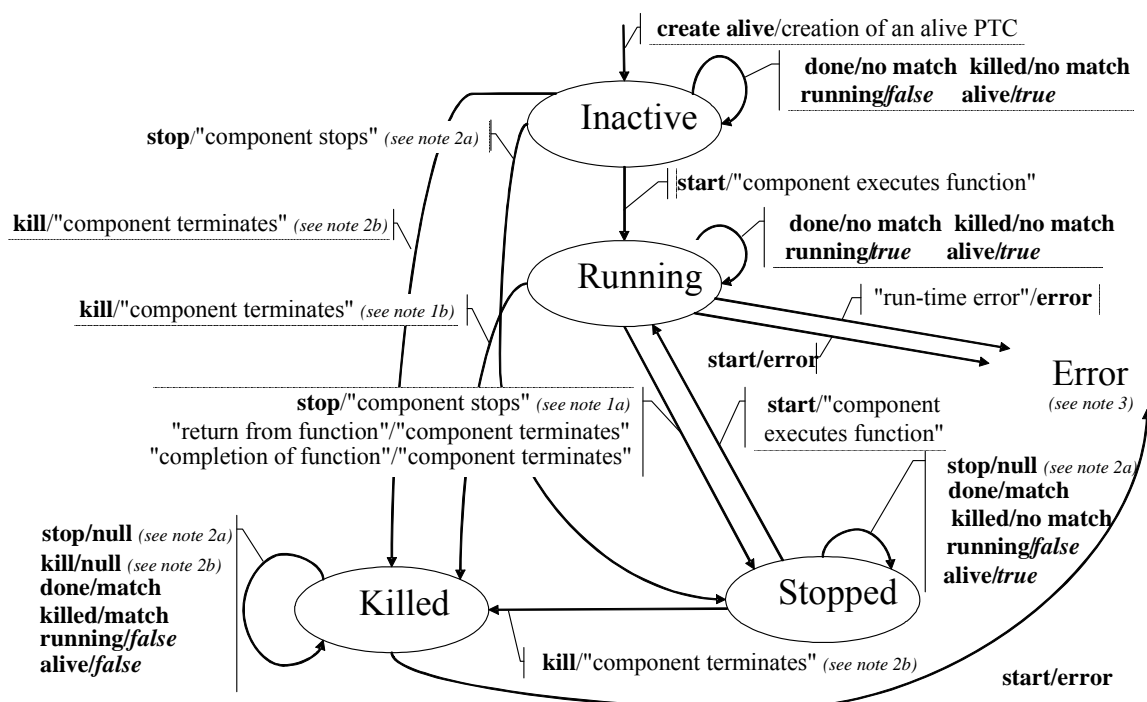 create alive/creation of an alive PTC
done/no match killed/no match
running/false alive/true
Inactive
stop/"component stops" (see note 2a)
start/"component executes function"
kill/"component terminates" (see note 2b)
done/no match killed/no match
running/true alive/true
Running
"run-time error"/error
kill/"component terminates" (see note 1b)
start/error
Error
(see note 3)
stop/"component stops" (see note 1a)
"return from function"/"component terminates"
"completion of function"/"component terminates"
start/"component
executes function"
stop/null (see note 2a)
done/match
killed/no match
running/false
alive/true
stop/null (see note 2a)
kill/null (see note 2b)
done/match
killed/match
running/false
alive/false
Killed
Stopped
kill/"component terminates" (see note 2b)
start/error